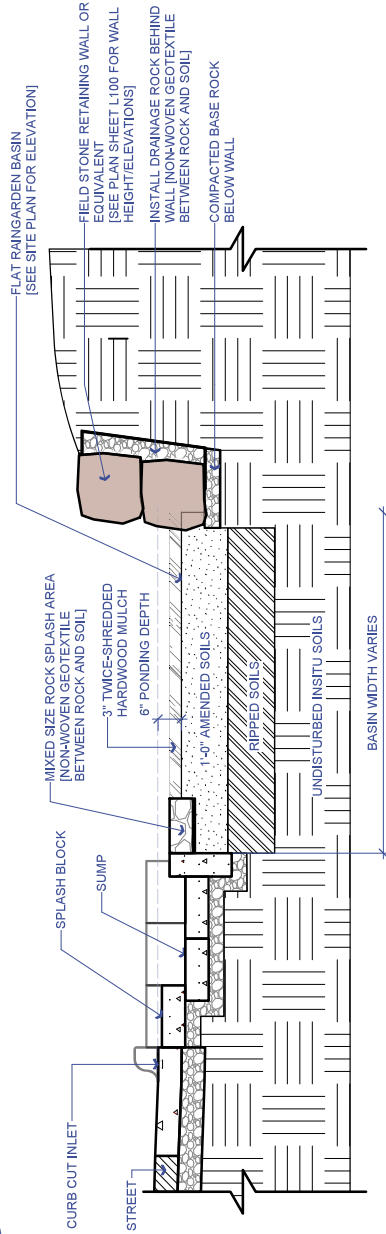 CURB CUT INLET
STREET
SPLASH BLOCK
SUMP
MIXED SIZE ROCK SPLASH AREA
[NON-WOVEN GEOTEXTILE
BETWEEN ROCK AND SOIL]
3" TWICE-SHREDDED
HARDWOOD MULCH
6" PONDING DEPTH
1'-0" AMENDED SOILS
RIPPED SOILS
UNDISTURBED INSITU SOILS
BASIN WIDTH VARIES
FLAT RAINGARDEN BASIN
[SEE SITE PLAN FOR ELEVATION]
FIELD STONE RETAINING WALL OR
EQUIVALENT
[SEE PLAN SHEET L100 FOR WALL
HEIGHT/ELEVATIONS]
INSTALL DRAINAGE ROCK BEHIND
WALL [NON-WOVEN GEOTEXTILE
BETWEEN ROCK AND SOIL]
COMPACTED BASE ROCK
BELOW WALL